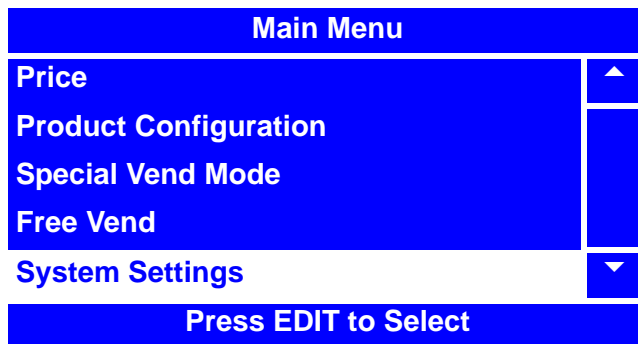 Main Menu
Price
Product Configuration
Special Vend Mode
Free Vend
System Settings
Press EDIT to Select